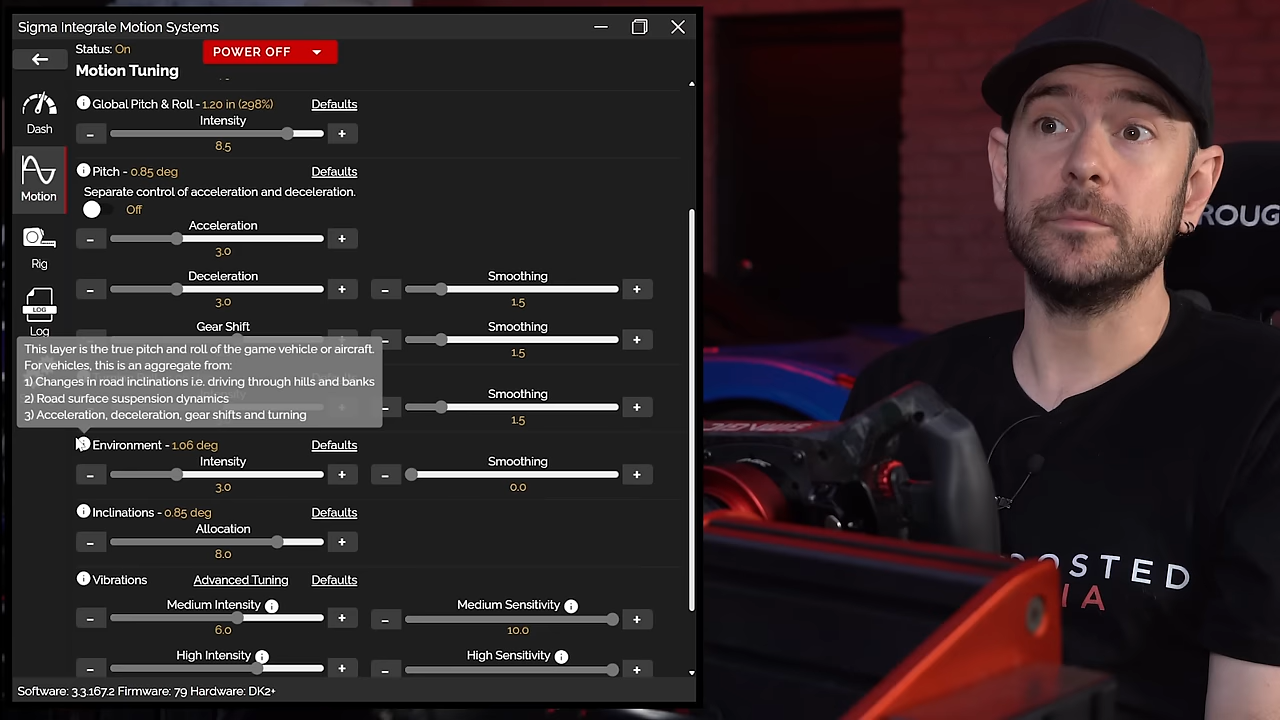 Sigma Integrale Motion Systems
Status: On
POWER OFF
Motion Tuning
Dash
Motion
Rig
LOG
Log
Global Pitch & Roll - 1.20 in (298%)
Defaults
Intensity
-
+
8.5
Pitch - 0.85 deg
Defaults
Separate control of acceleration and deceleration.
Off
Acceleration
-
+
3.0
Deceleration
Smoothing
-
+
-
+
3.0
1.5
Gear Shift
Smoothing
+
+
1.5
Smoothing
-
+
1.5
This layer is the true pitch and roll of the game vehicle or aircraft.
For vehicles, this is an aggregate from:
1) Changes in road inclinations i.e. driving through hills and banks
2) Road surface suspension dynamics
3) Acceleration, deceleration, gear shifts and turning
Environment - 1.06 deg
Defaults
Intensity
Smoothing
-
+
-
+
3.0
0.0
Inclinations - 0.85 deg
Defaults
Allocation
-
+
8.0
Vibrations
Advanced Tuning
Defaults
Medium Intensity
Medium Sensitivity
-
+
-
+
6.0
10.0
High Intensity
High Sensitivity
-
+
-
+
Software: 3.3.167.2 Firmware: 79 Hardware: DK2+
ROUG
OOSTED
IA